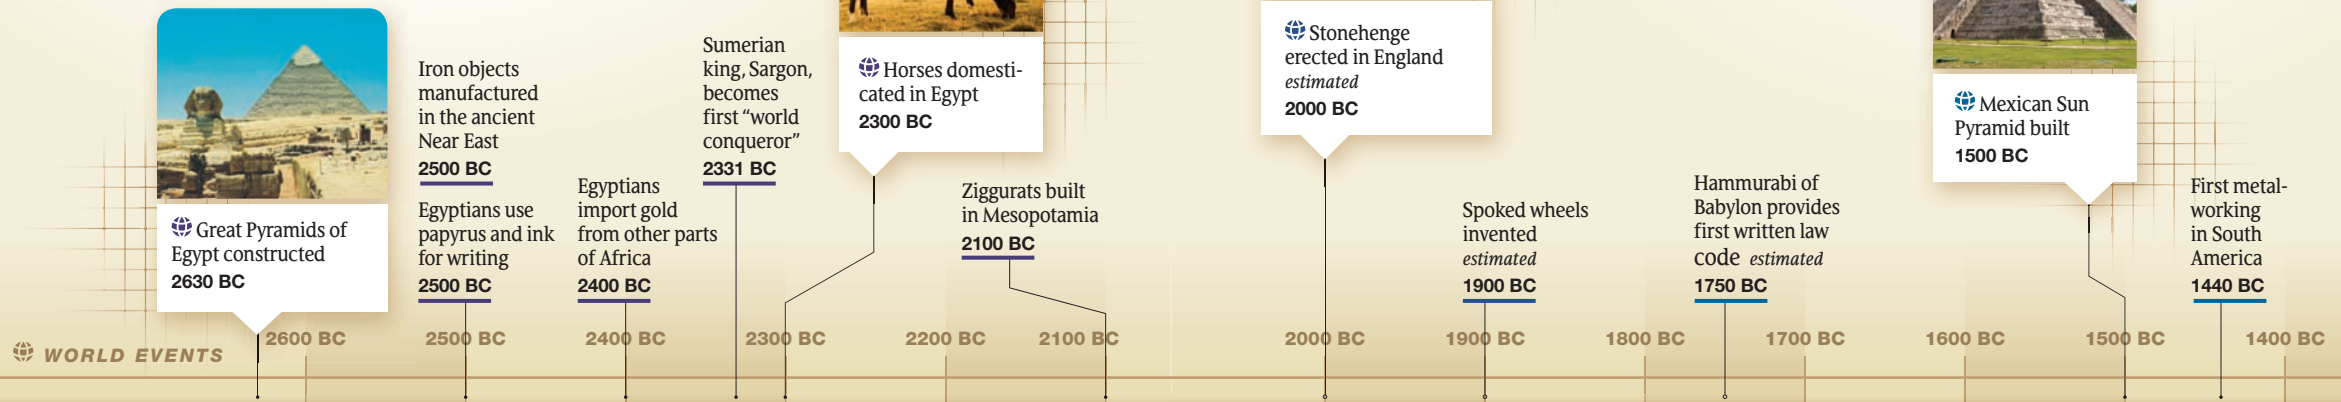 Great Pyramids of
Egypt constructed
2630 BC
Iron objects
manufactured
in the ancient
Near East
2500 BC
Egyptians use
papyrus and ink
for writing
2500 BC
Egyptians
import gold
from other parts
of Africa
2400 BC
Sumerian
king, Sargon,
becomes
first “world
conqueror”
2331 BC
Horses domesti-
cated in Egypt
2300 BC
Ziggurats built
in Mesopotamia
2100 BC
Stonehenge
erected in England
estimated
2000 BC
Spoked wheels
invented
estimated
1900 BC
Hammurabi of
Babylon provides
first written law
code estimated
1750 BC
Mexican Sun
Pyramid built
1500 BC
First metal-
working
in South
America
1440 BC
WORLD EVENTS
2600 BC
2500 BC
2400 BC
2300 BC
2200 BC
2100 BC
2000 BC
1900 BC
1800 BC
1700 BC
1600 BC
1500 BC
1400 BC